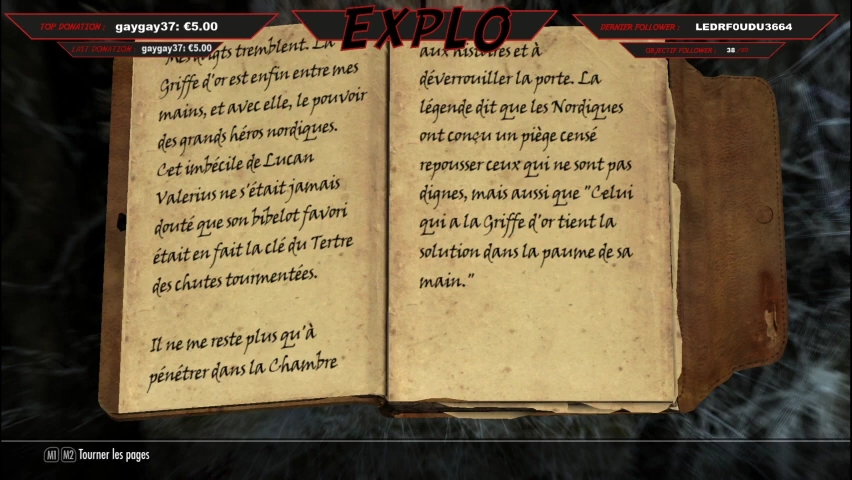 TOP DONATION : gaygay37: €5.00
LAST DONATION : gaygay37: €5.00
EXPLO
DERNIER FOLLOWER : LEDRF0UDU3664
OBJECTIF FOLLOWER : 38
Mes doigts tremblent. La
Griffe d'or est enfin entre mes
mains, et avec elle, le pouvoir
des grands héros nordiques.
Cet imbécile de Lucan
Valerius ne s'était jamais
douté que son bibelot favori
était en fait la clé du Tertre
des chutes tourmentées.
Il ne me reste plus qu'à
pénétrer dans la Chambre
aux histoires et à
déverrouiller la porte. La
légende dit que les Nordiques
ont conçu un piège censé
repousser ceux qui ne sont pas
dignes, mais aussi que "Celui
qui a la Griffe d'or tient la
solution dans la paume de sa
main."
M1 M2 Tourner les pages